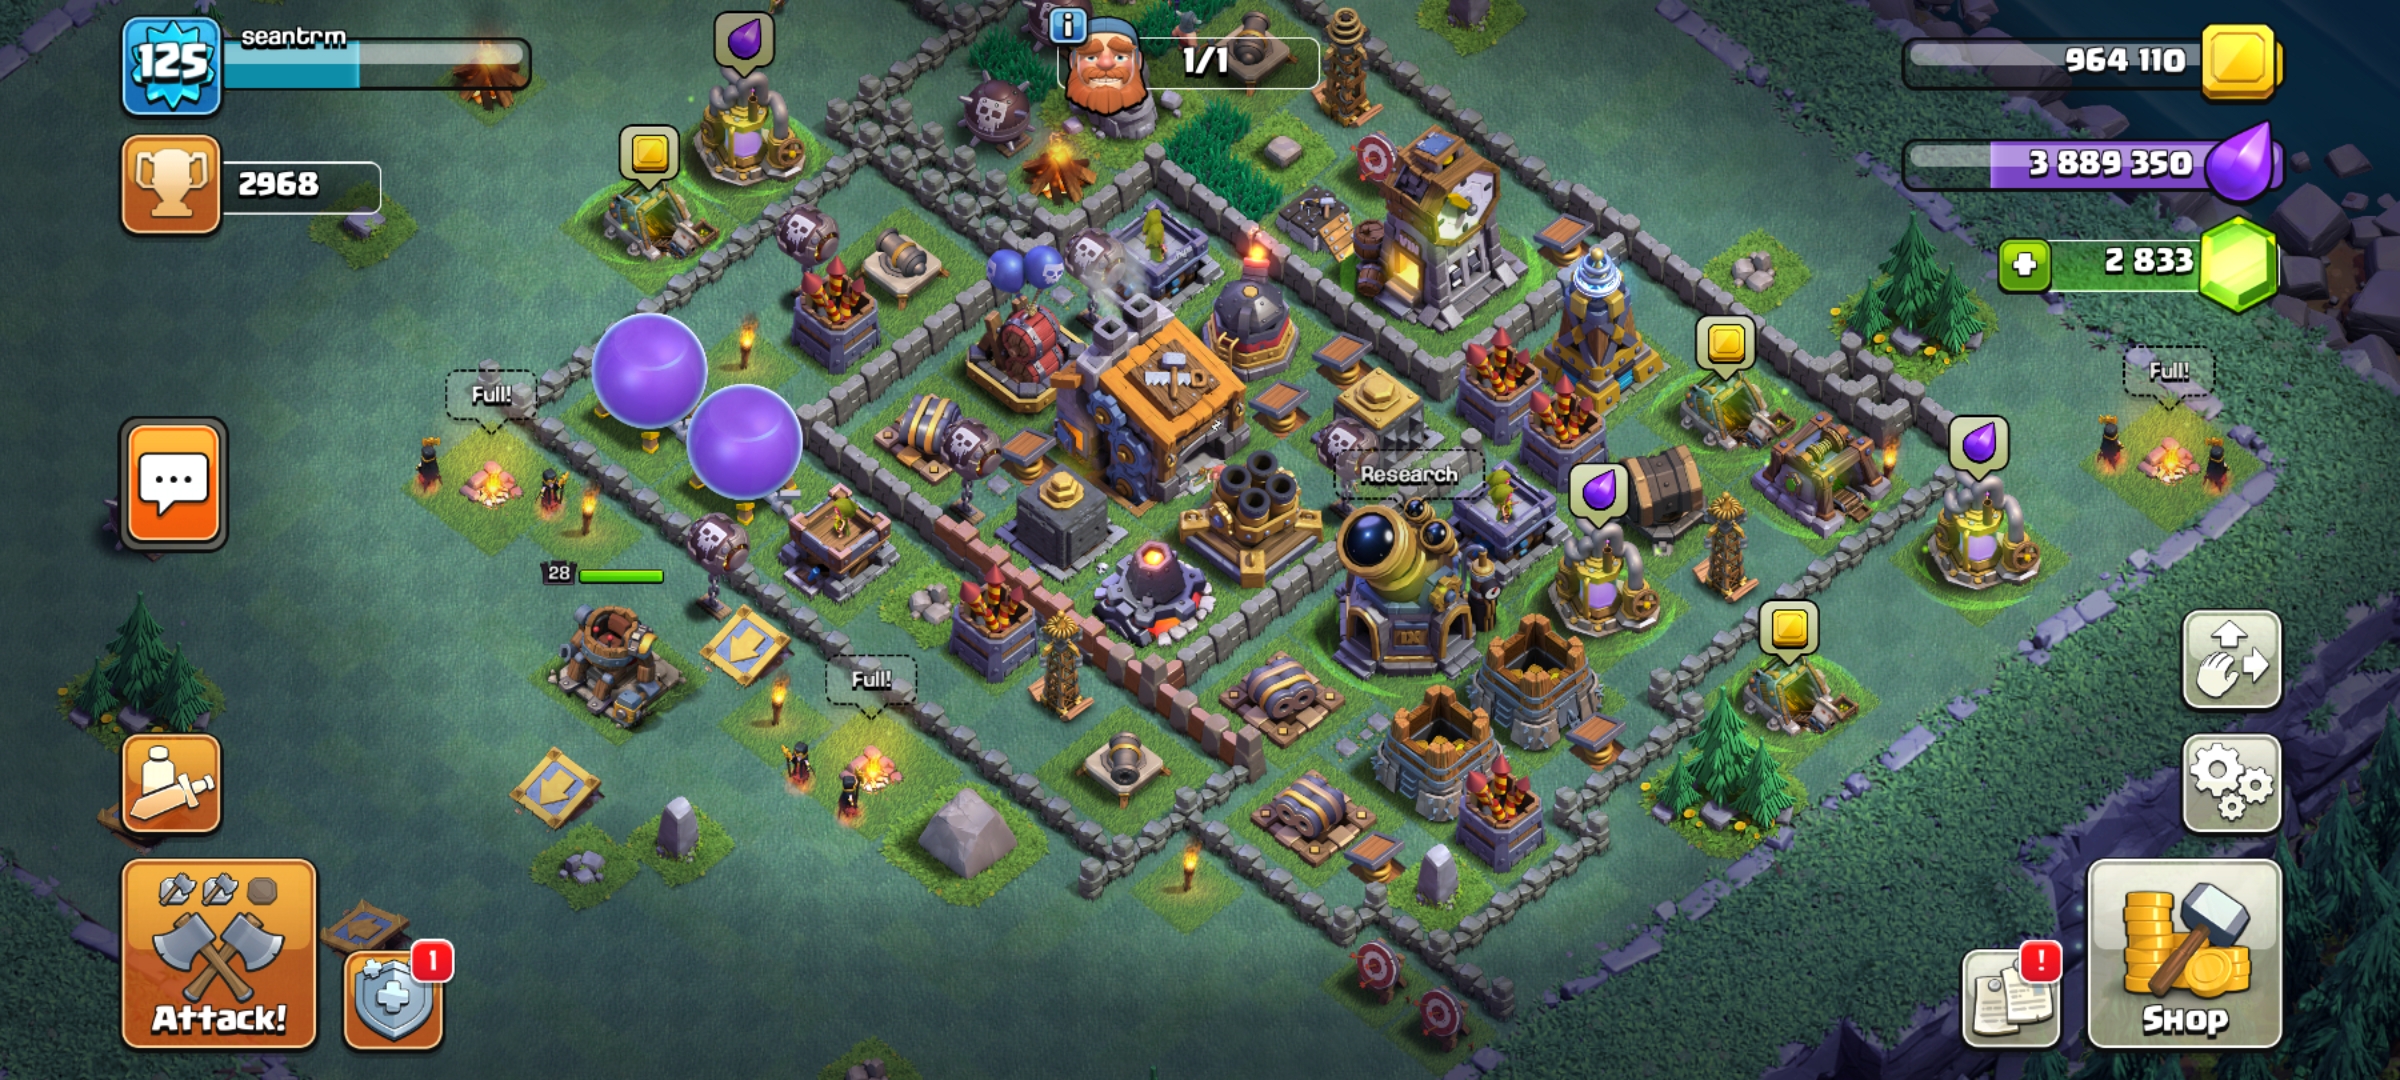 125
seantrm
i
1/1
964 110
2968
3 889 350
2 833
Full!
Full!
Research
28
Full!
1
Attack!
!
Shop